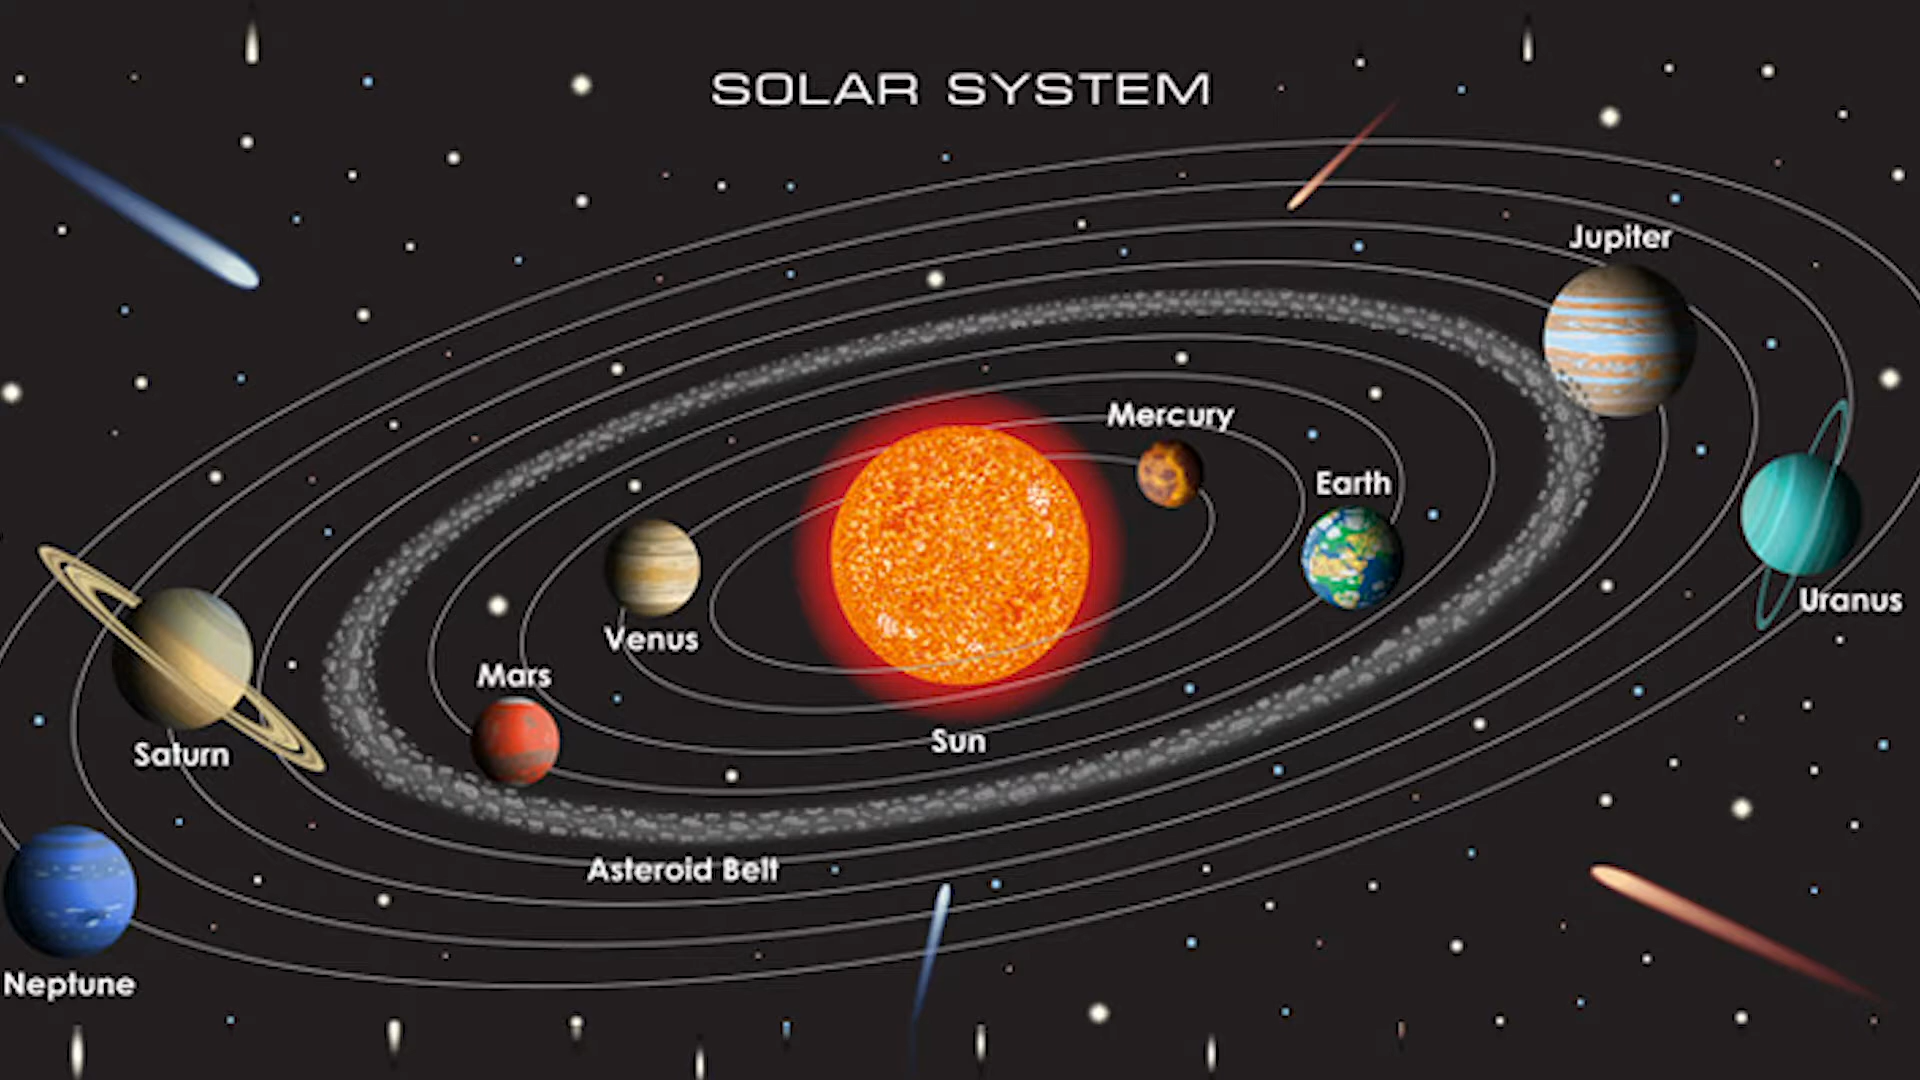 SOLAR SYSTEM
Jupiter
Mercury
Earth
Uranus
Venus
Mars
Sun
Saturn
Asteroid Belt
Neptune